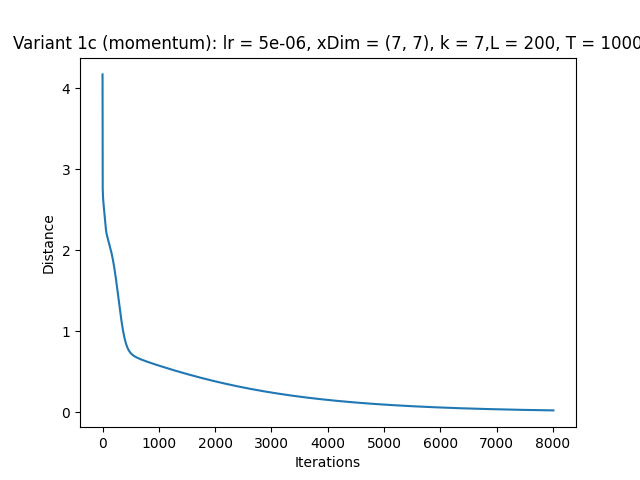 Variant 1c (momentum): lr = 5e-06, xDim = (7, 7), k = 7,L = 200, T = 1000
4
3
2
1
0
Distance
0 1000 2000 3000 4000 5000 6000 7000 8000
Iterations